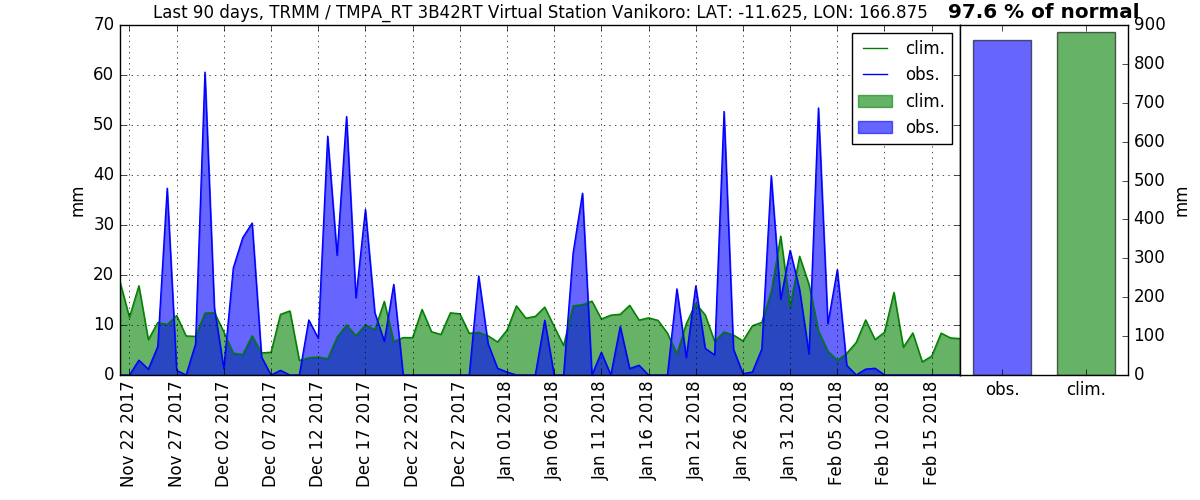 Last 90 days, TRMM / TMPA_RT 3B42RT Virtual Station Vanikoro: LAT: -11.625, LON: 166.875
97.6 % of normal
70
60
50
40
30
20
10
0
mm
clim.
obs.
clim.
obs.
900
800
700
600
500
400
300
200
100
0
mm
obs.
clim.
Nov 22 2017
Nov 27 2017
Dec 02 2017
Dec 07 2017
Dec 12 2017
Dec 17 2017
Dec 22 2017
Dec 27 2017
Jan 01 2018
Jan 06 2018
Jan 11 2018
Jan 16 2018
Jan 21 2018
Jan 26 2018
Jan 31 2018
Feb 05 2018
Feb 10 2018
Feb 15 2018